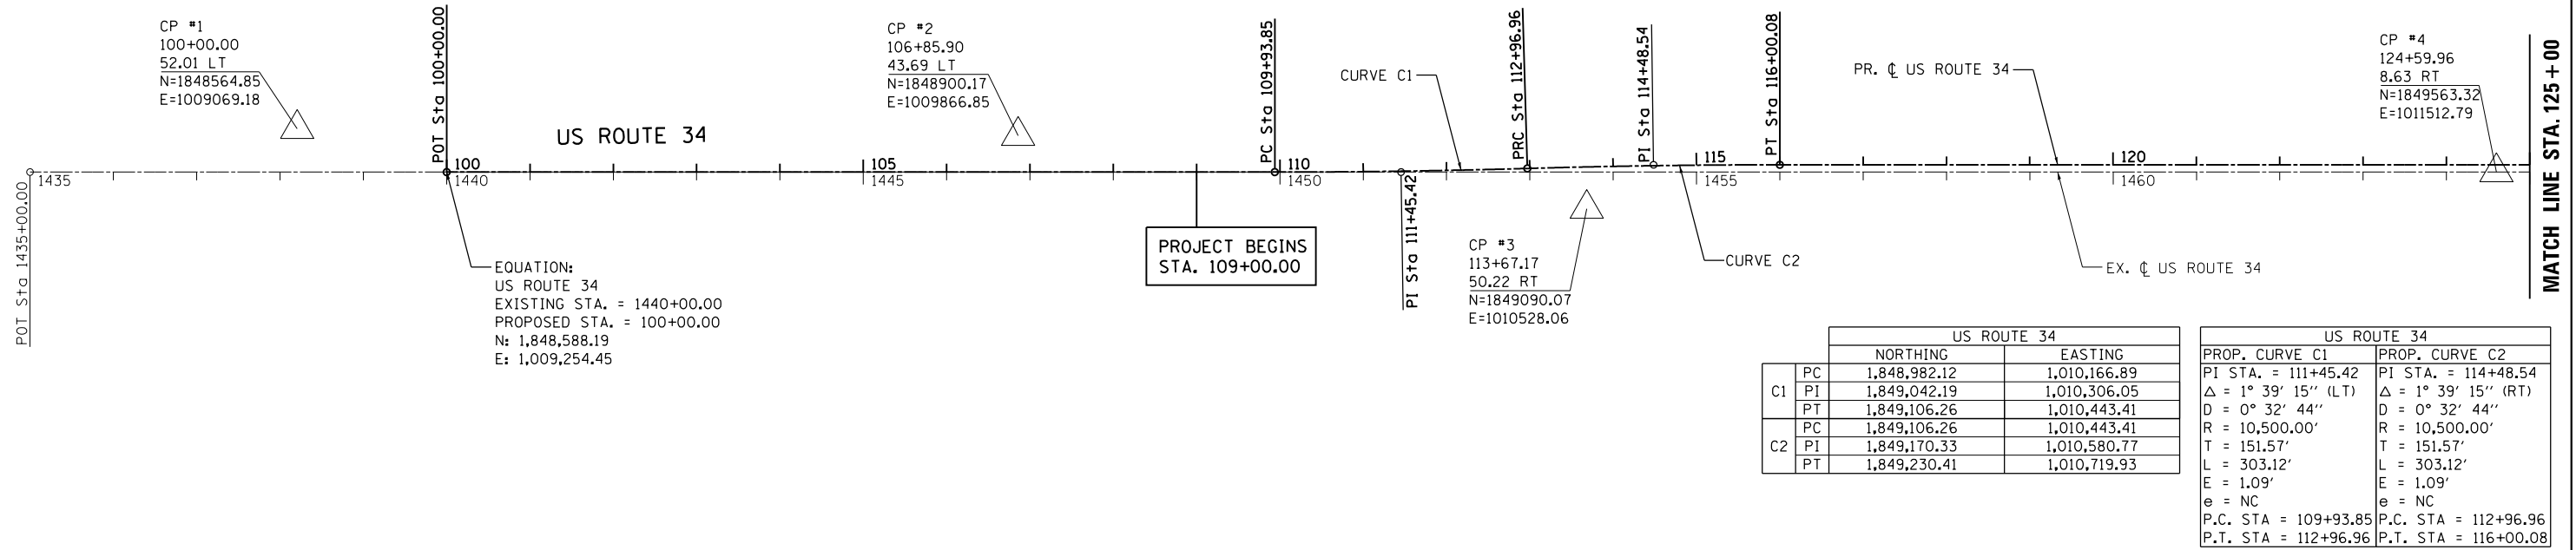 CP #1
100+00.00
52.01 LT
N=1848564.85
E=1009069.18
POT Sta 100+00.00
US ROUTE 34
CP #2
106+85.90
43.69 LT
N=1848900.17
E=1009866.85
PC Sta 109+93.85
CURVE C1
PRC Sta 112+96.96
PI Sta 114+48.54
PT Sta 116+00.08
PR. ℄ US ROUTE 34
CP #4
124+59.96
8.63 RT
N=1849563.32
E=1011512.79
MATCH LINE STA. 125+00
100
105
110
115
120
1435
1440
1445
1450
1455
1460
POT Sta 1435+00.00
EQUATION:
US ROUTE 34
EXISTING STA. = 1440+00.00
PROPOSED STA. = 100+00.00
N: 1,848,588.19
E: 1,009,254.45
PROJECT BEGINS
STA. 109+00.00
PI Sta 111+45.42
CP #3
113+67.17
50.22 RT
N=1849090.07
E=1010528.06
CURVE C2
EX. ℄ US ROUTE 34
US ROUTE 34
NORTHING EASTING
C1 PC 1,848,982.12 1,010,166.89
PI 1,849,042.19 1,010,306.05
PT 1,849,106.26 1,010,443.41
C2 PC 1,849,106.26 1,010,443.41
PI 1,849,170.33 1,010,580.77
PT 1,849,230.41 1,010,719.93
US ROUTE 34
PROP. CURVE C1 PROP. CURVE C2
PI STA. = 111+45.42 PI STA. = 114+48.54
△ = 1° 39' 15'' (LT) △ = 1° 39' 15'' (RT)
D = 0° 32' 44'' D = 0° 32' 44''
R = 10,500.00' R = 10,500.00'
T = 151.57' T = 151.57'
L = 303.12' L = 303.12'
E = 1.09' E = 1.09'
e = NC e = NC
P.C. STA = 109+93.85 P.C. STA = 112+96.96
P.T. STA = 112+96.96 P.T. STA = 116+00.08